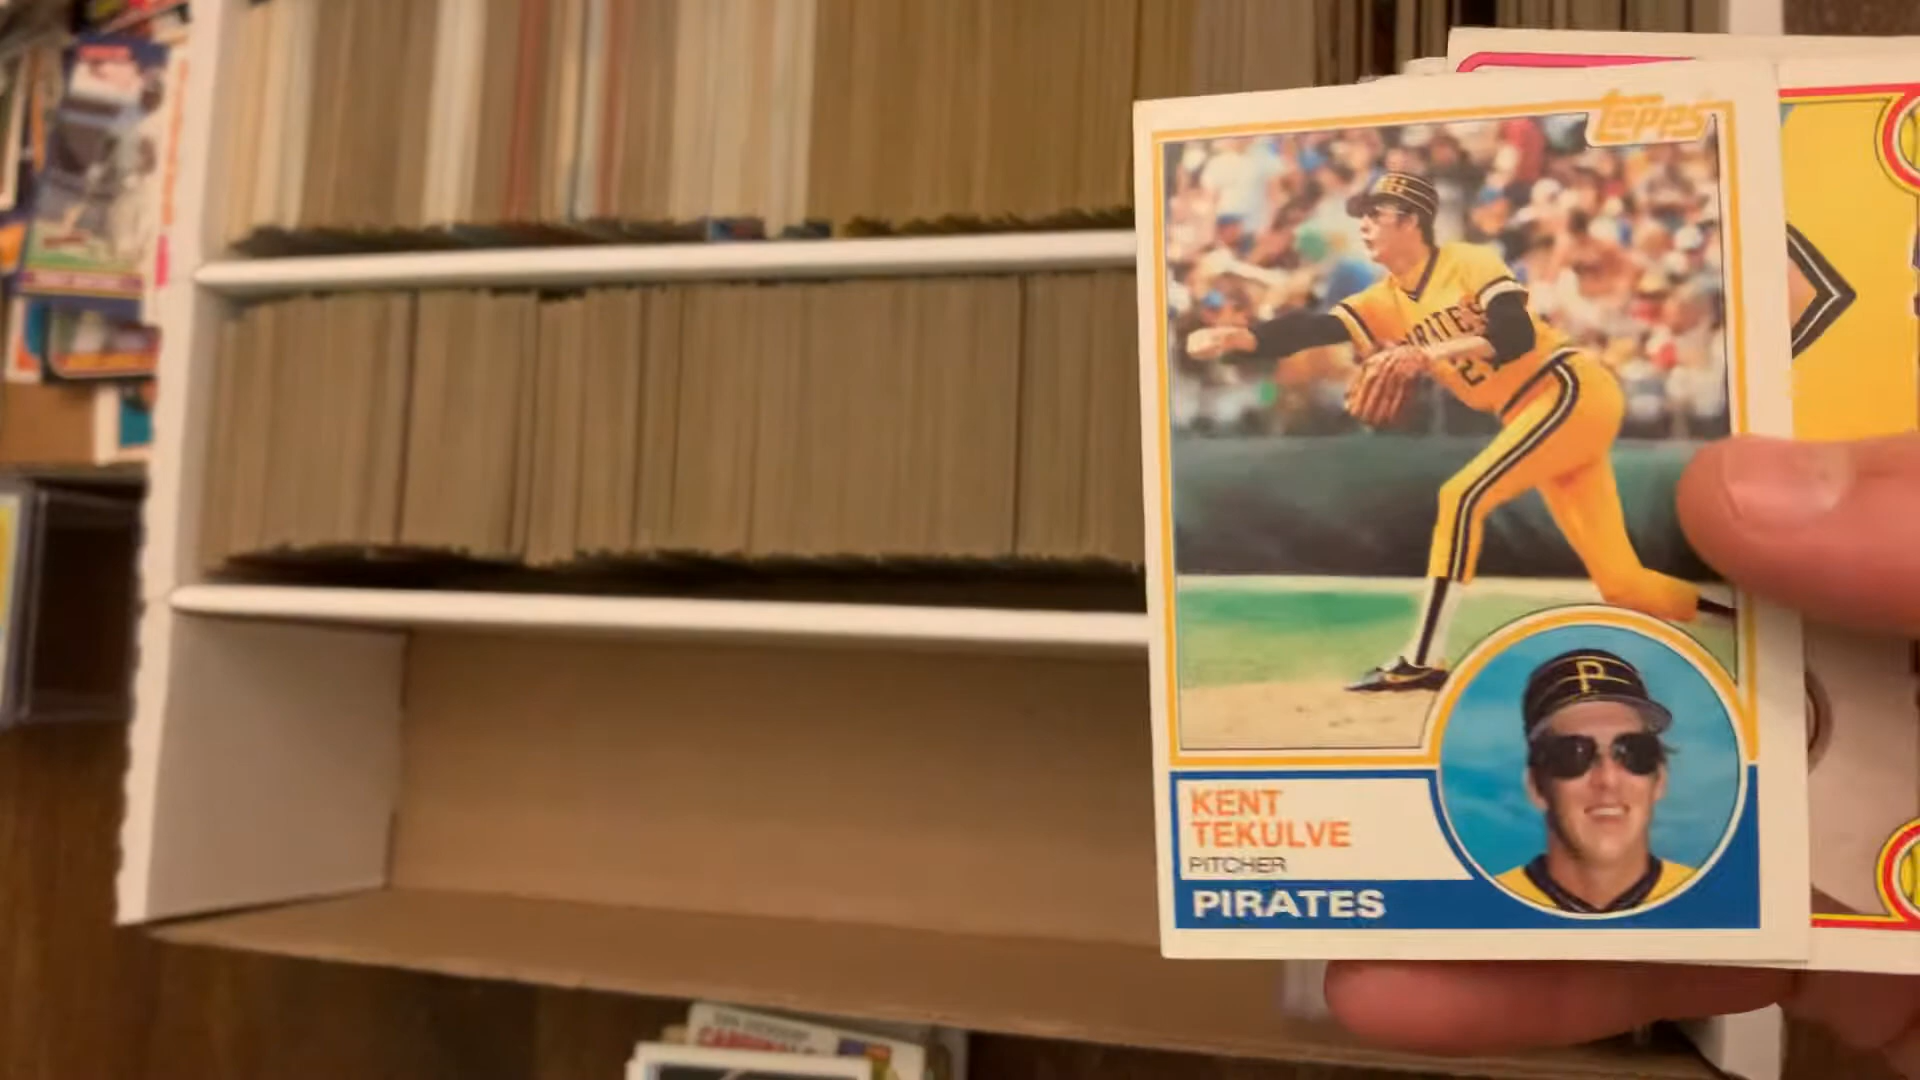 Topps
PIRATES
P
KENT
TEKULVE
PITCHER
PIRATES
CARDINALS